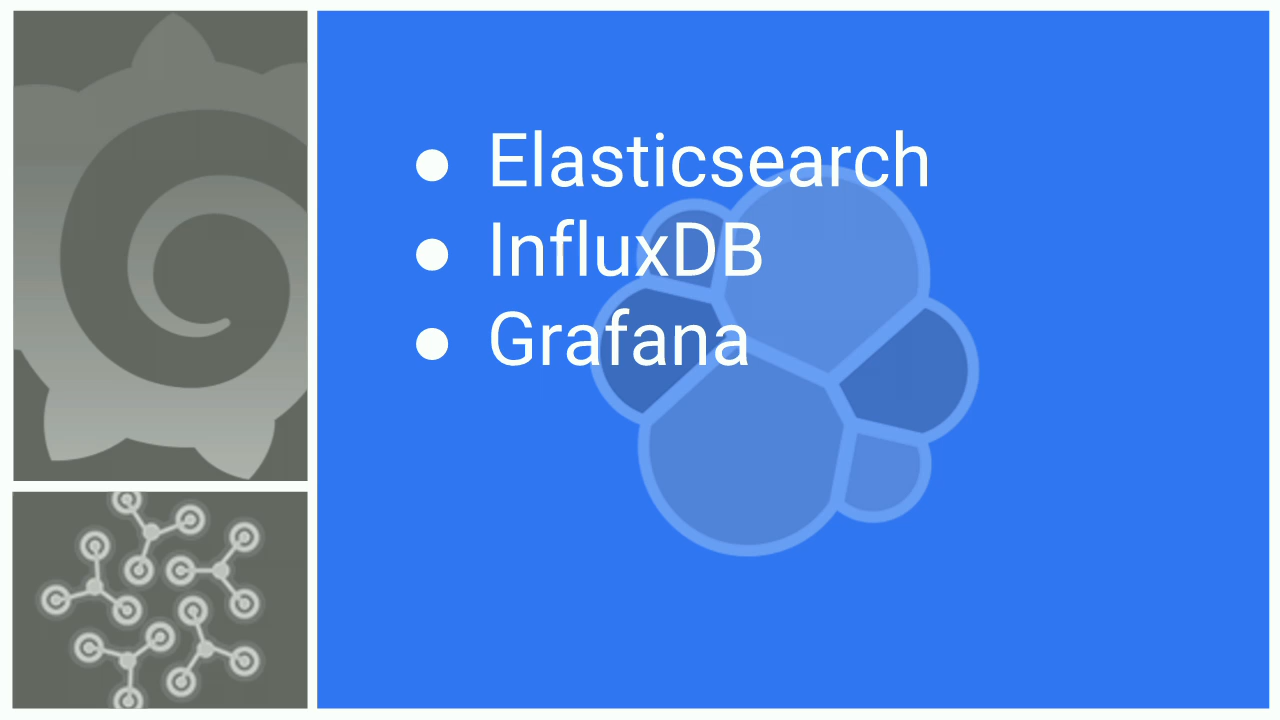 ● Elasticsearch
● InfluxDB
● Grafana